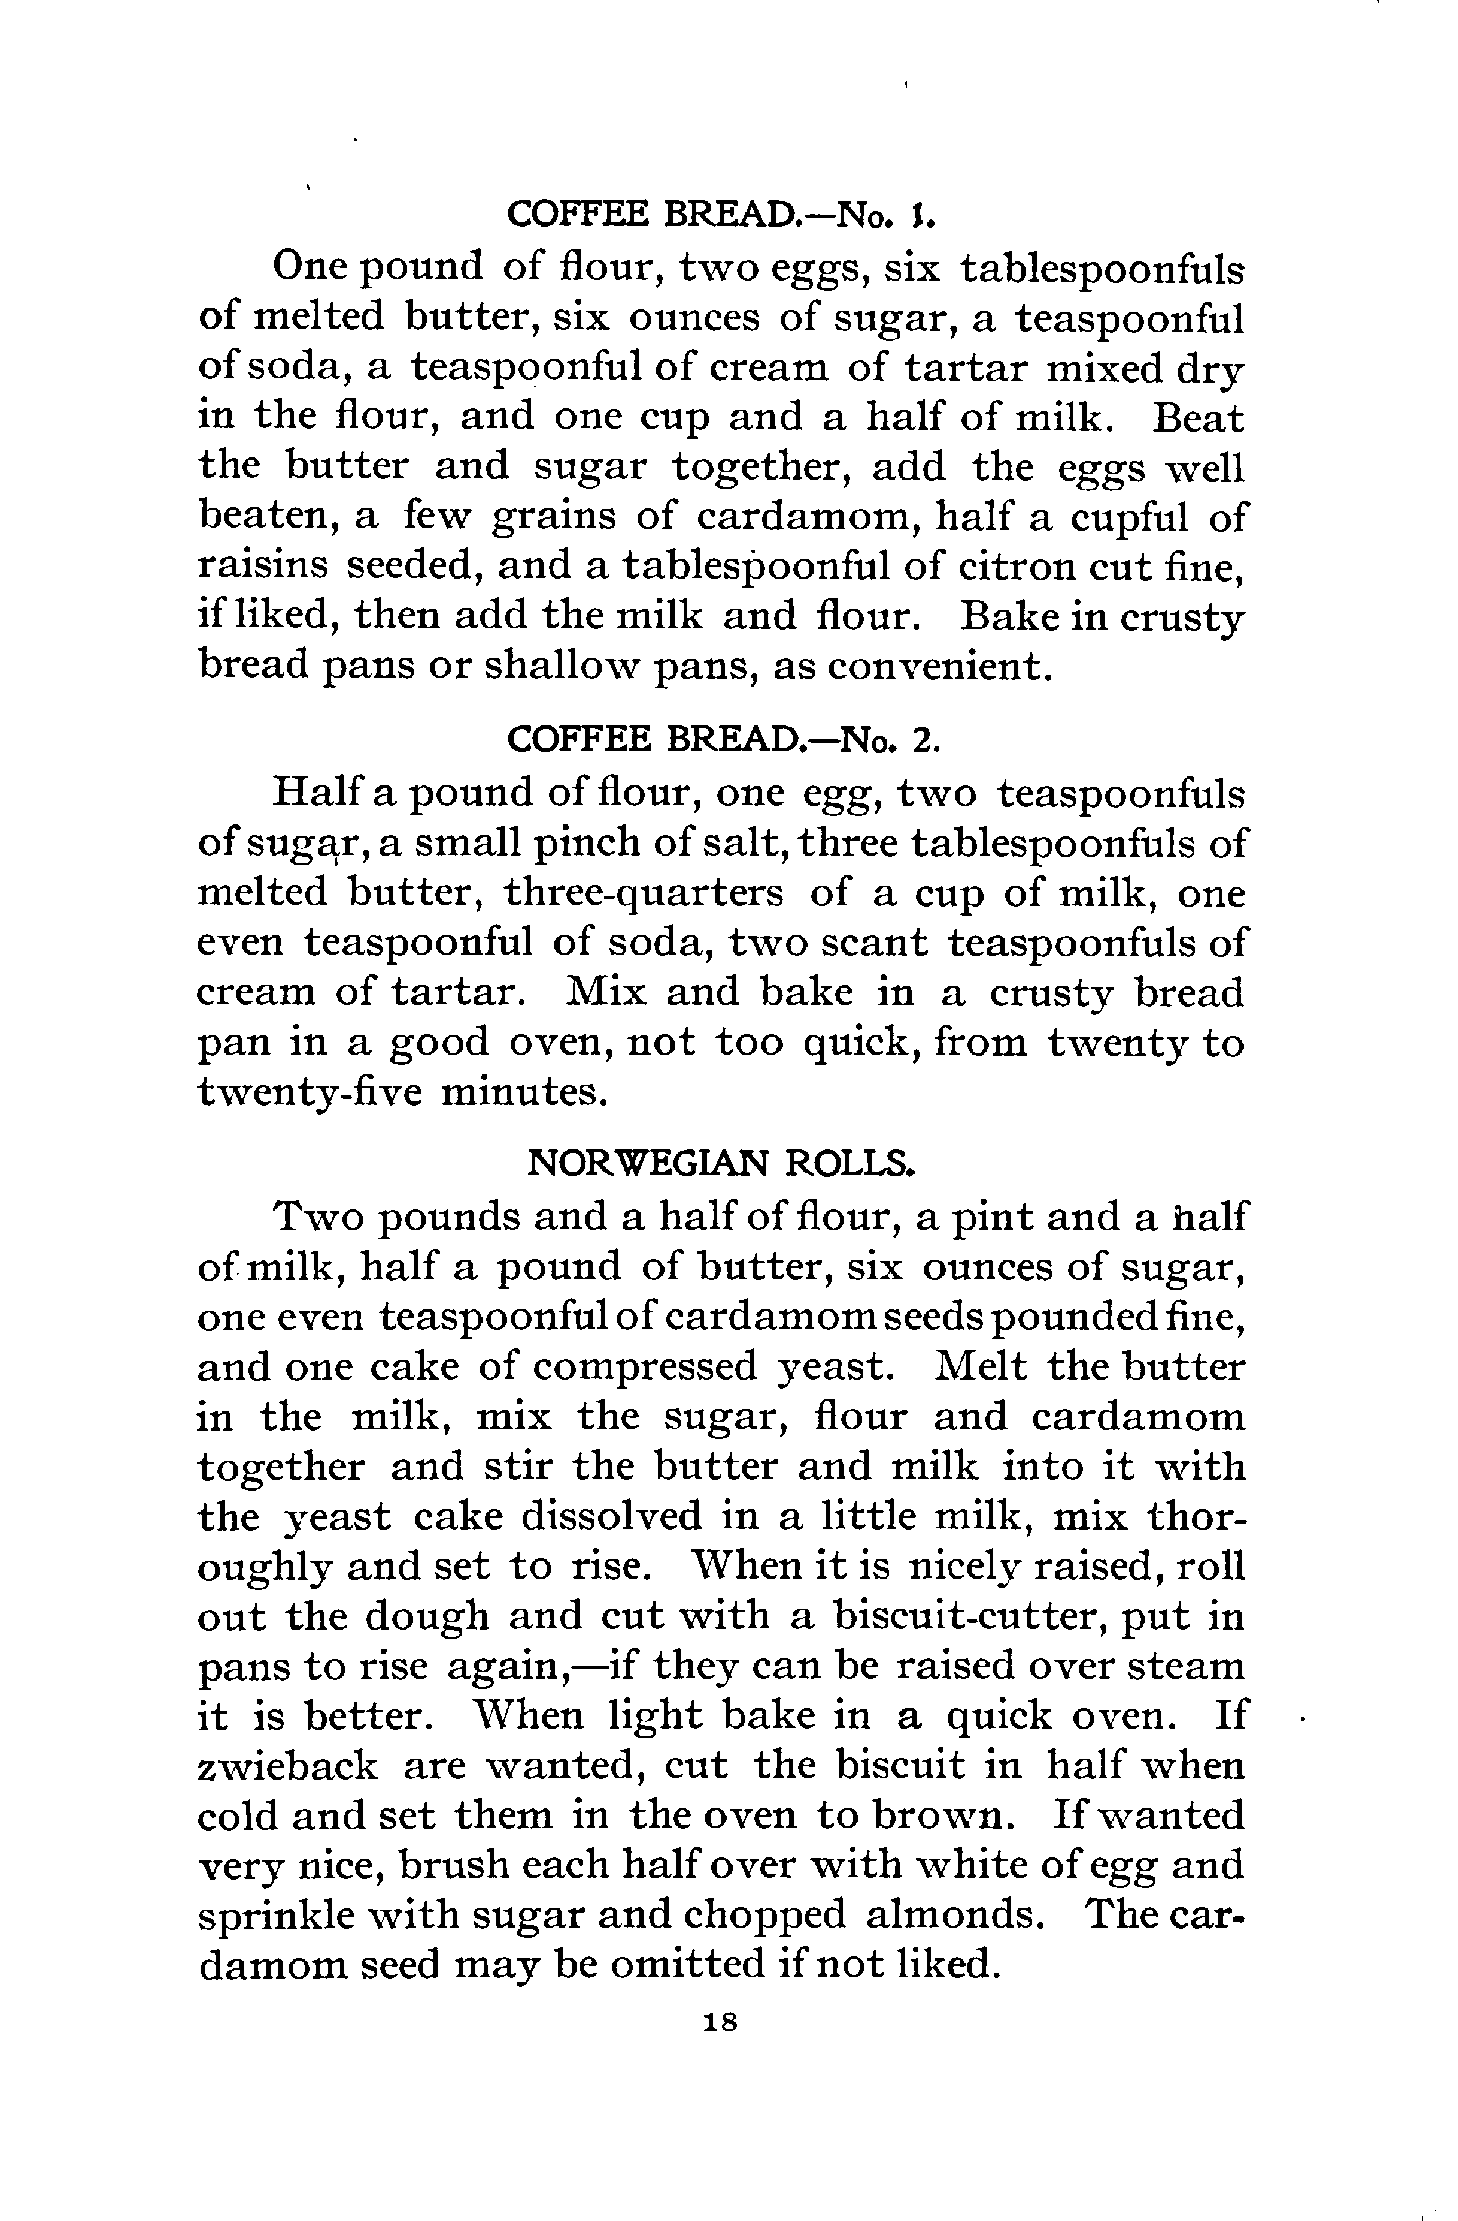 COFFEE BREAD.—No. 1.
One pound of flour, two eggs, six tablespoonfuls
of melted butter, six ounces of sugar, a teaspoonful
of soda, a teaspoonful of cream of tartar mixed dry
in the flour, and one cup and a half of milk. Beat
the butter and sugar together, add the eggs well
beaten, a few grains of cardamom, half a cupful of
raisins seeded, and a tablespoonful of citron cut fine,
if liked, then add the milk and flour. Bake in crusty
bread pans or shallow pans, as convenient.
COFFEE BREAD.—No. 2.
Half a pound of flour, one egg, two teaspoonfuls
of sugar, a small pinch of salt, three tablespoonfuls of
melted butter, three-quarters of a cup of milk, one
even teaspoonful of soda, two scant teaspoonfuls of
cream of tartar. Mix and bake in a crusty bread
pan in a good oven, not too quick, from twenty to
twenty-five minutes.
NORWEGIAN ROLLS.
Two pounds and a half of flour, a pint and a half
of milk, half a pound of butter, six ounces of sugar,
one even teaspoonful of cardamom seeds pounded fine,
and one cake of compressed yeast. Melt the butter
in the milk, mix the sugar, flour and cardamom
together and stir the butter and milk into it with
the yeast cake dissolved in a little milk, mix thor-
oughly and set to rise. When it is nicely raised, roll
out the dough and cut with a biscuit-cutter, put in
pans to rise again,—if they can be raised over steam
it is better. When light bake in a quick oven. If
zwieback are wanted, cut the biscuit in half when
cold and set them in the oven to brown. If wanted
very nice, brush each half over with white of egg and
sprinkle with sugar and chopped almonds. The car-
damom seed may be omitted if not liked.
18